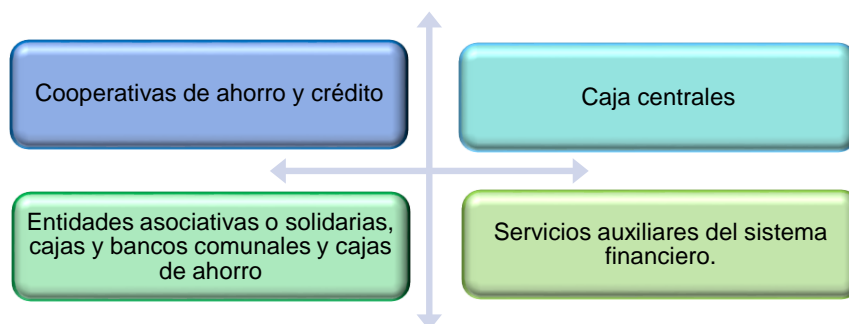 Cooperativas de ahorro y crédito
Caja centrales
Entidades asociativas o solidarias,
cajas y bancos comunales y cajas
de ahorro
Servicios auxiliares del sistema
financiero.